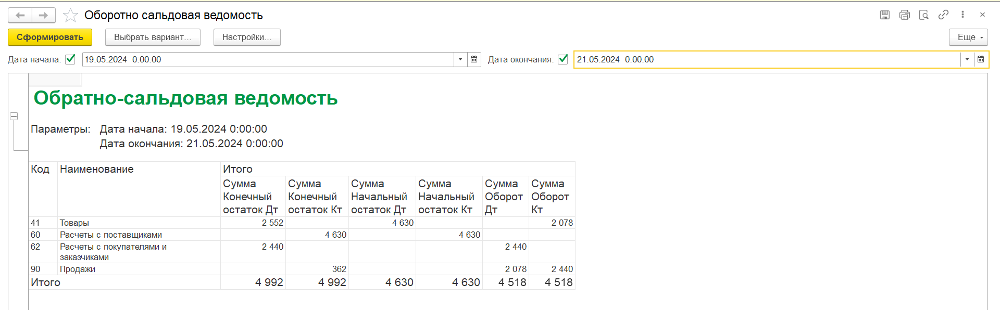 Оборотно сальдовая ведомость
Сформировать Выбрать вариант... Настройки... Еще
Дата начала: 19.05.2024 0:00:00 Дата окончания: 21.05.2024 0:00:00
Обратно-сальдовая ведомость
Параметры: Дата начала: 19.05.2024 0:00:00
Дата окончания: 21.05.2024 0:00:00
Код Наименование Итого
Сумма Сумма Сумма Сумма Сумма Сумма
Конечный Конечный Начальный Начальный Оборот Оборот
остаток Дт остаток Кт остаток Дт остаток Кт Дт Кт
41 Товары 2 552 4 630 2 078
60 Расчеты с поставщиками 4 630 4 630
62 Расчеты с покупателями и 2 440 2 440
заказчиками
90 Продажи 362 2 078 2 440
Итого 4 992 4 992 4 630 4 630 4 518 4 518